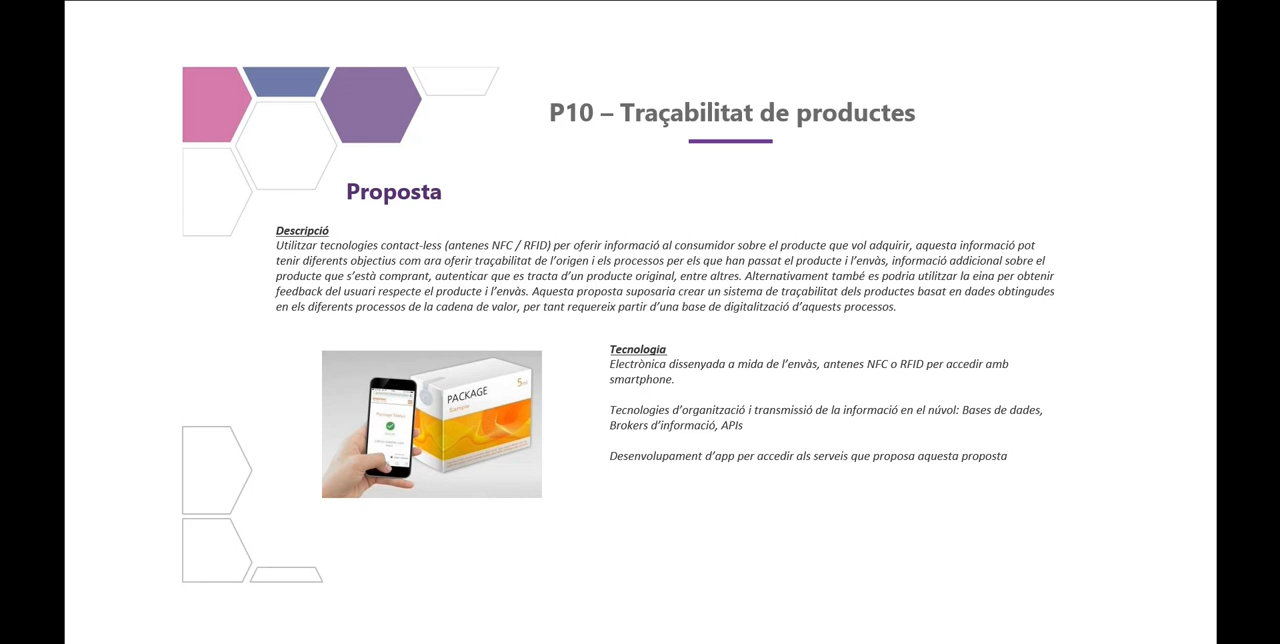 P10 – Traçabilitat de productes
Proposta
Descripció
Utilitzar tecnologies contact-less (antenes NFC / RFID) per oferir informació al consumidor sobre el producte que vol adquirir, aquesta informació pot
tenir diferents objectius com ara oferir traçabilitat de l’origen i els processos per els que han passat el producte i l’envàs, informació addicional sobre el
producte que s’està comprant, autenticar que es tracta d’un producte original, entre altres. Alternativament també es podria utilitzar la eina per obtenir
feedback del usuari respecte el producte i l’envàs. Aquesta proposta suposaria crear un sistema de traçabilitat dels productes basat en dades obtingudes
en els diferents processos de la cadena de valor, per tant requereix partir d’una base de digitalització d’aquests processos.
Tecnologia
Electrònica dissenyada a mida de l’envàs, antenes NFC o RFID per accedir amb
smartphone.
Tecnologies d’organització i transmissió de la informació en el núvol: Bases de dades,
Brokers d’informació, APIs
Desenvolupament d’app per accedir als serveis que proposa aquesta proposta
PACKAGE
Sample